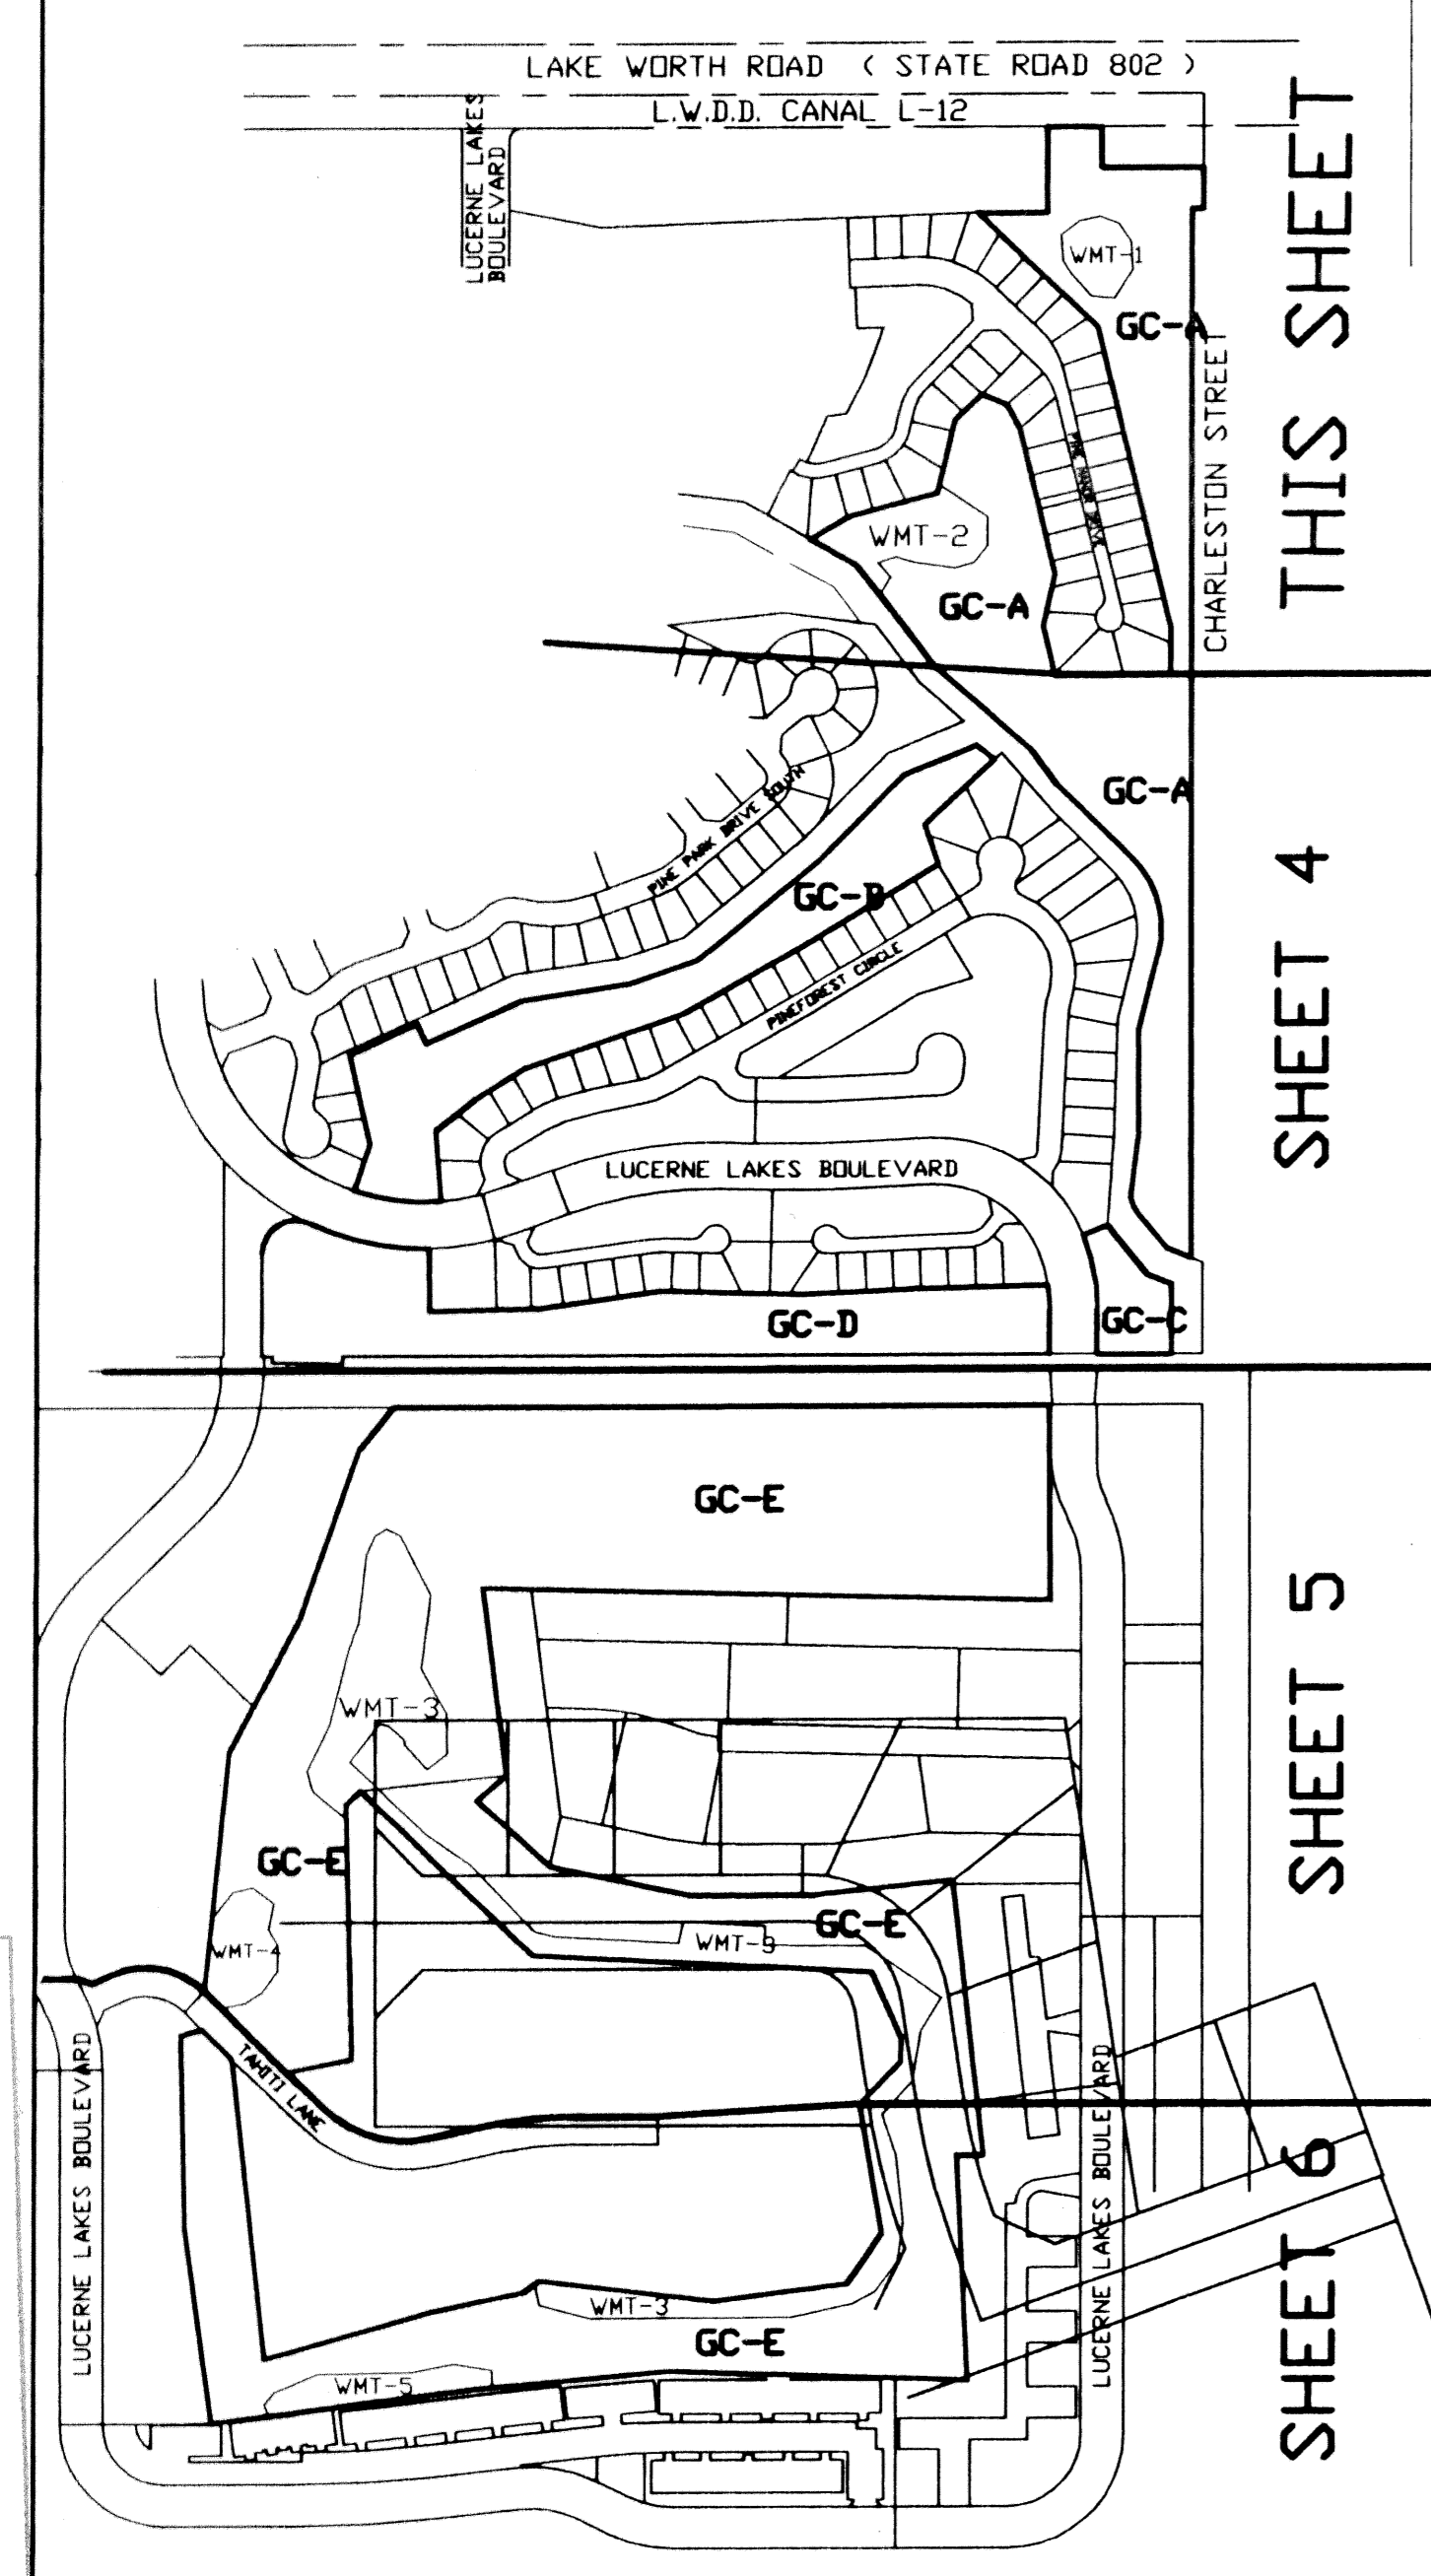 LAKE WORTH ROAD ( STATE ROAD 802 )
L.W.D.D. CANAL L-12
LUCERNE LAKES
BOULEVARD
THIS SHEET
WMT-1
GC-A
CHARLESTON STREET
PINE MANOR DRIVE
WMT-2
GC-A
GC-A
PINE PARK DRIVE SOUTH
GC-B
SHEET 4
PINEFOREST CIRCLE
LUCERNE LAKES BOULEVARD
GC-D
GC-C
GC-E
SHEET 5
WMT-3
GC-E
GC-E
WMT-3
WMT-4
TAHITI LANE
LUCERNE LAKES BOULEVARD
LUCERNE LAKES BOULEVARD
SHEET 6
WMT-3
GC-E
WMT-5